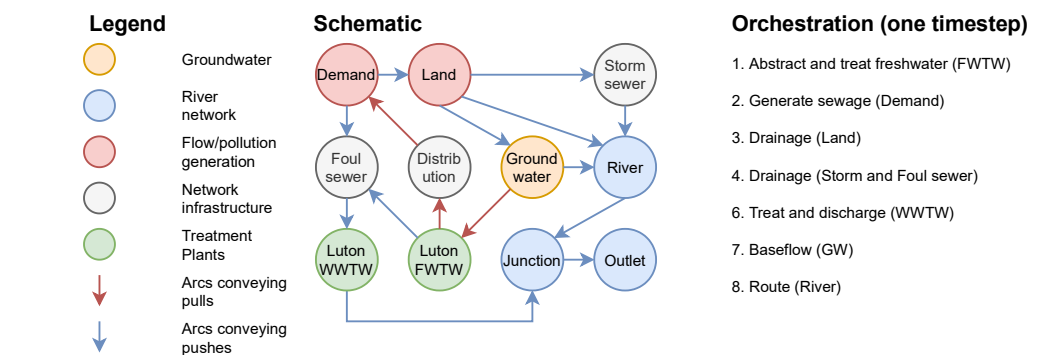 Legend
Groundwater
River
network
Flow/pollution
generation
Network
infrastructure
Treatment
Plants
Arcs conveying
pulls
Arcs conveying
pushes
Schematic
Demand
Land
Storm
sewer
Foul
sewer
Distrib
ution
Ground
water
River
Luton
WWTW
Luton
FWTW
Junction
Outlet
Orchestration (one timestep)
1. Abstract and treat freshwater (FWTW)
2. Generate sewage (Demand)
3. Drainage (Land)
4. Drainage (Storm and Foul sewer)
6. Treat and discharge (WWTW)
7. Baseflow (GW)
8. Route (River)